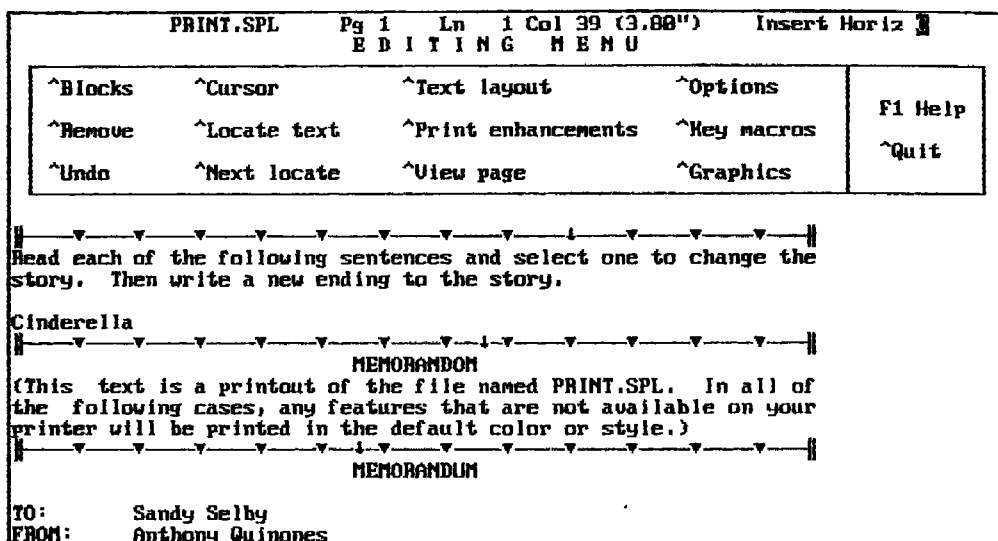 PRINT.SPL Pg 1 Ln 1 Col 39 (3.80") Insert Horiz
E D I T I N G M E N U
^Blocks ^Cursor ^Text layout ^Options
F1 Help
^Remove ^Locate text ^Print enhancements ^Key macros
^Quit
^Undo ^Next locate ^View page ^Graphics
Read each of the following sentences and select one to change the
story. Then write a new ending to the story.
Cinderella
MEMORANDOM
(This text is a printout of the file named PRINT.SPL. In all of
the following cases, any features that are not available on your
printer will be printed in the default color or style.)
MEMORANDUM
TO: Sandy Selby
FROM: Anthony Quinones